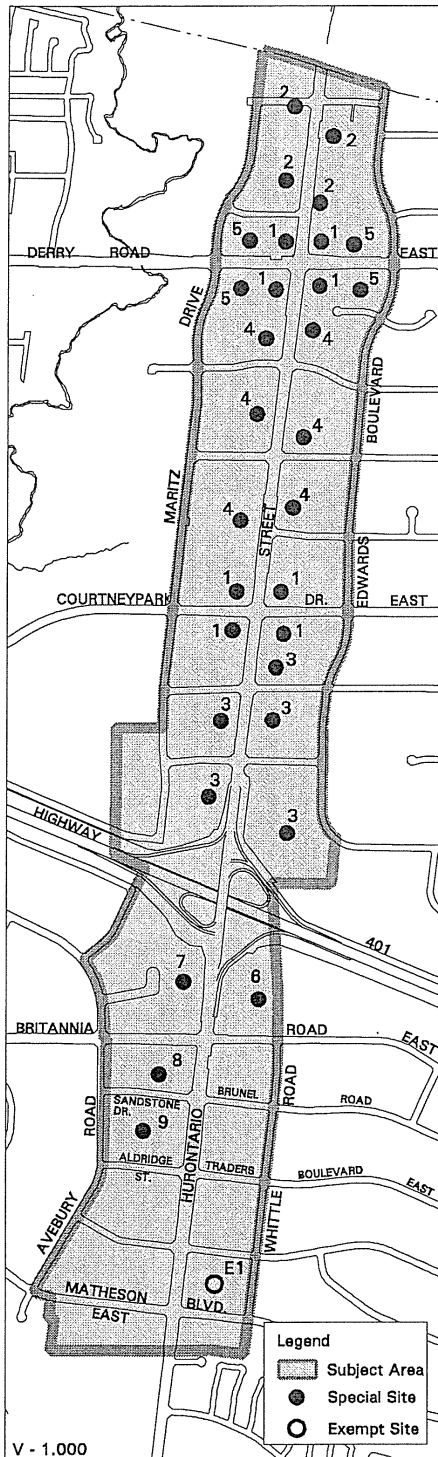 2
2
2
2
5 1 1 5
DERRY ROAD EAST
5 1 1 5
DRIVE
4 4
BOULEVARD
4 4
MARITZ
4 4
STREET
EDWARDS
1 1
COURTNEYPARK DR. EAST
1 1
3
3 3
3
3
HIGHWAY
401
7 6
BRITANNIA ROAD EAST
8
BRUNEL ROAD
SANDSTONE
DR.
9
ROAD
ROAD
HURONTARIO
ALDRIDGE
ST.
TRADERS BOULEVARD EAST
AVEBURY
WHITTLE
E1
MATHESON BLVD.
EAST
Legend
Subject Area
Special Site
Exempt Site
V - 1.000